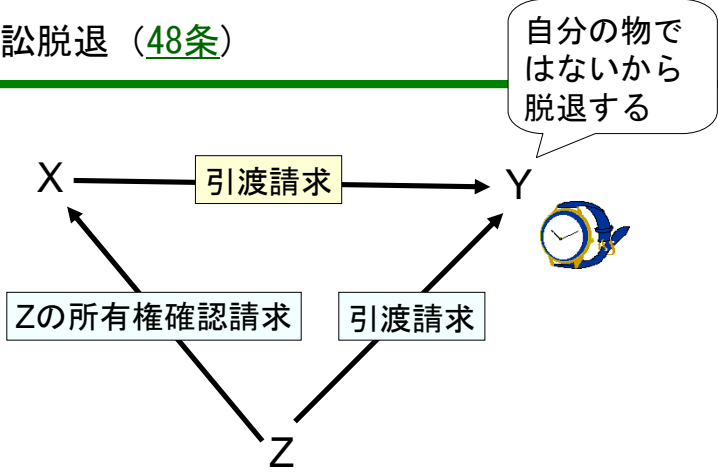 訟脱退（48条）
自分の物で
はないから
脱退する
X
引渡請求
Y
Zの所有権確認請求
引渡請求
Z